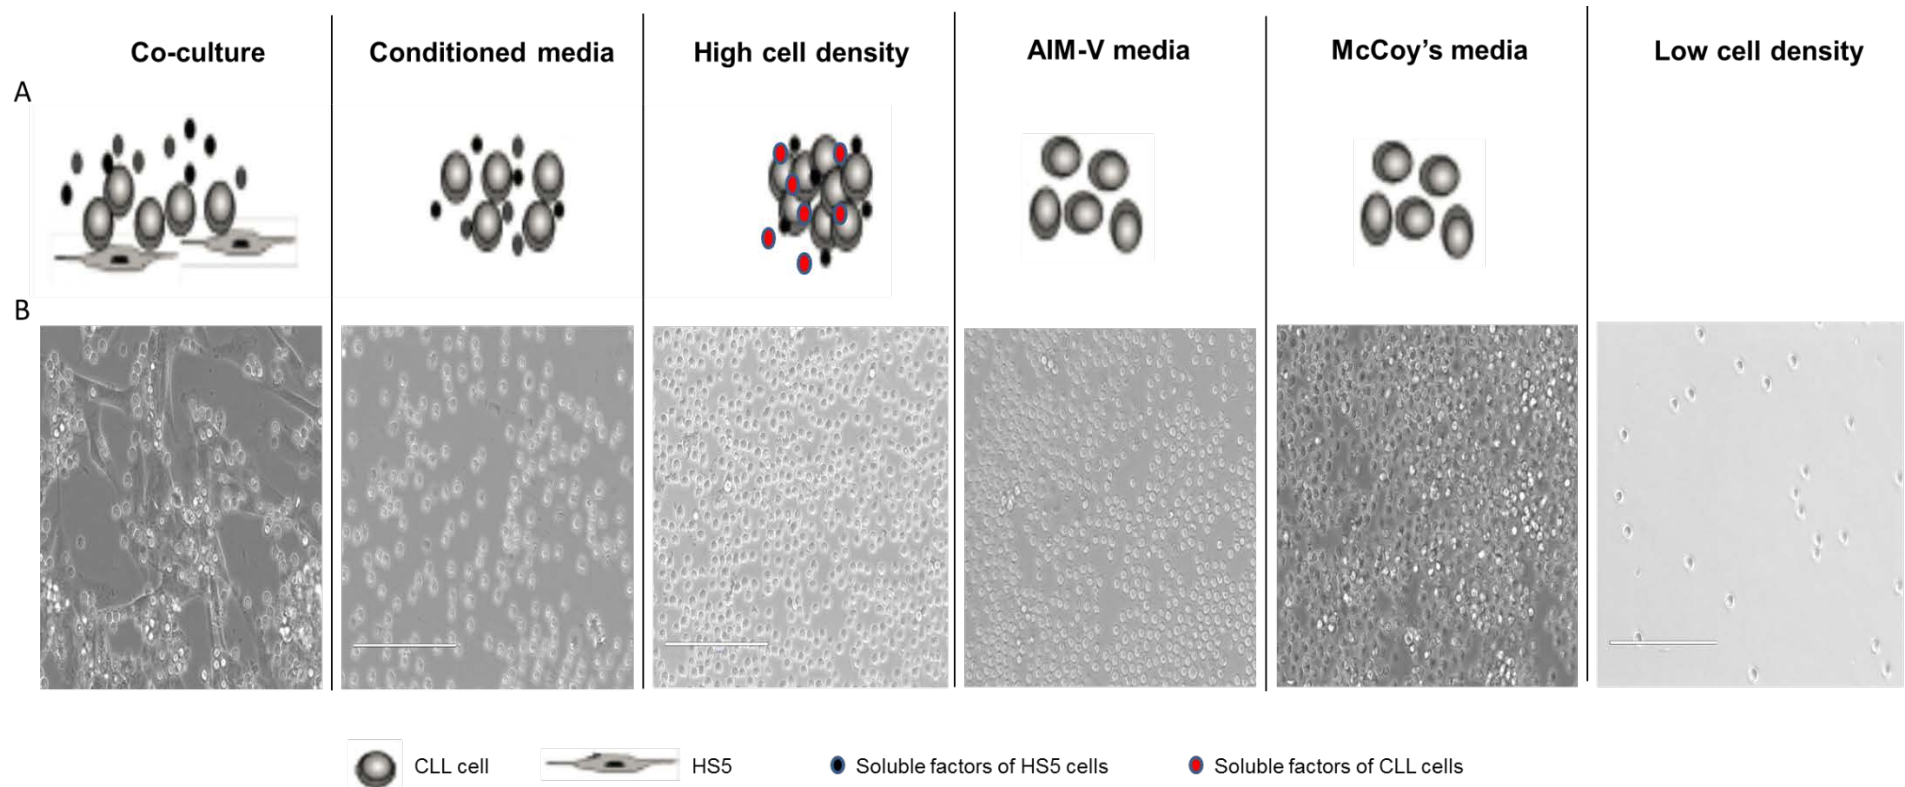 Co-culture
Conditioned media
High cell density
AIM-V media
McCoy's media
Low cell density
A
B
CLL cell
HS5
Soluble factors of HS5 cells
Soluble factors of CLL cells